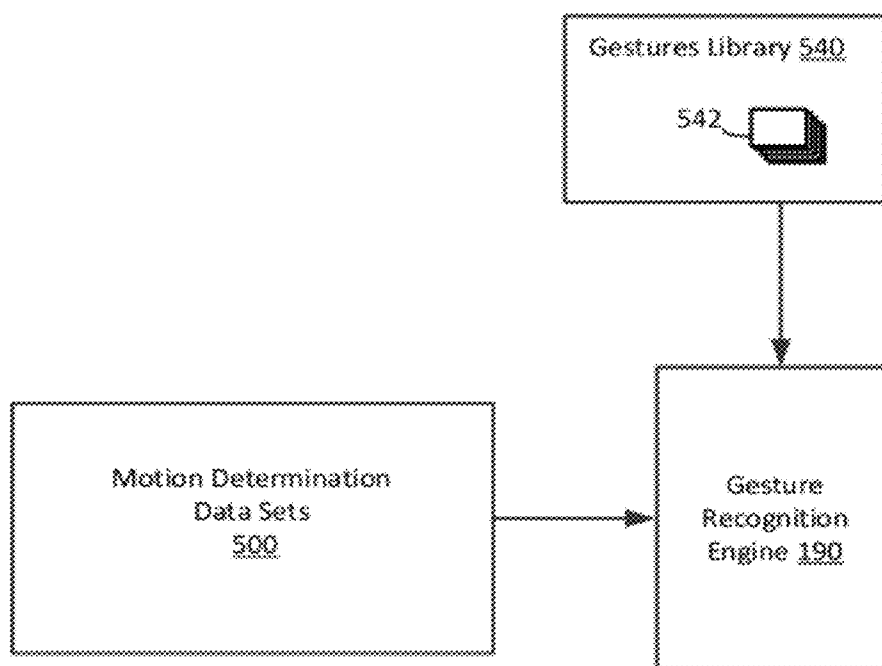 Gestures Library 540
542
Motion Determination
Data Sets
500
Gesture
Recognition
Engine 190